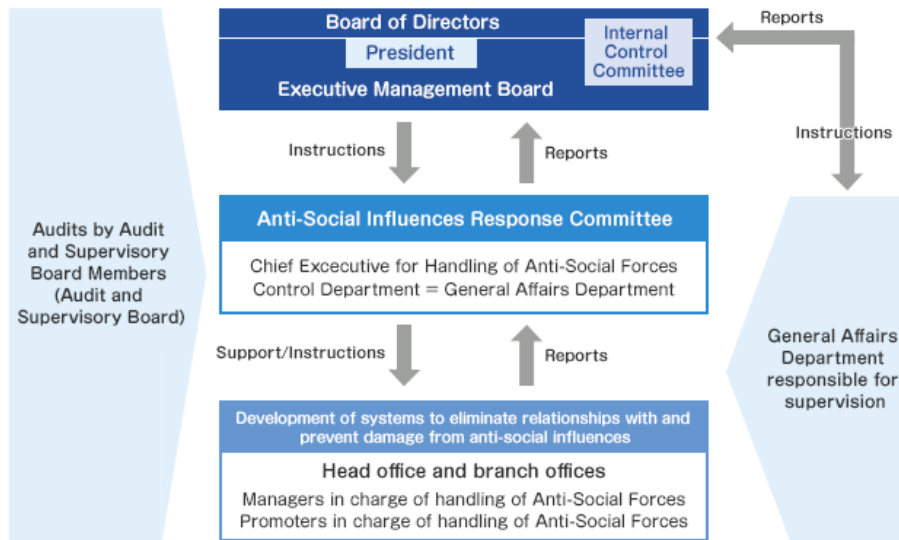 Board of Directors
President
Internal
Control
Committee
Executive Management Board
Reports
Instructions
Instructions
Reports
Audits by Audit
and Supervisory
Board Members
(Audit and
Supervisory Board)
Anti-Social Influences Response Committee
Chief Excecutive for Handling of Anti-Social Forces
Control Department = General Affairs Department
Support/Instructions
Reports
General Affairs
Department
responsible for
supervision
Development of systems to eliminate relationships with and
prevent damage from anti-social influences
Head office and branch offices
Managers in charge of handling of Anti-Social Forces
Promoters in charge of handling of Anti-Social Forces